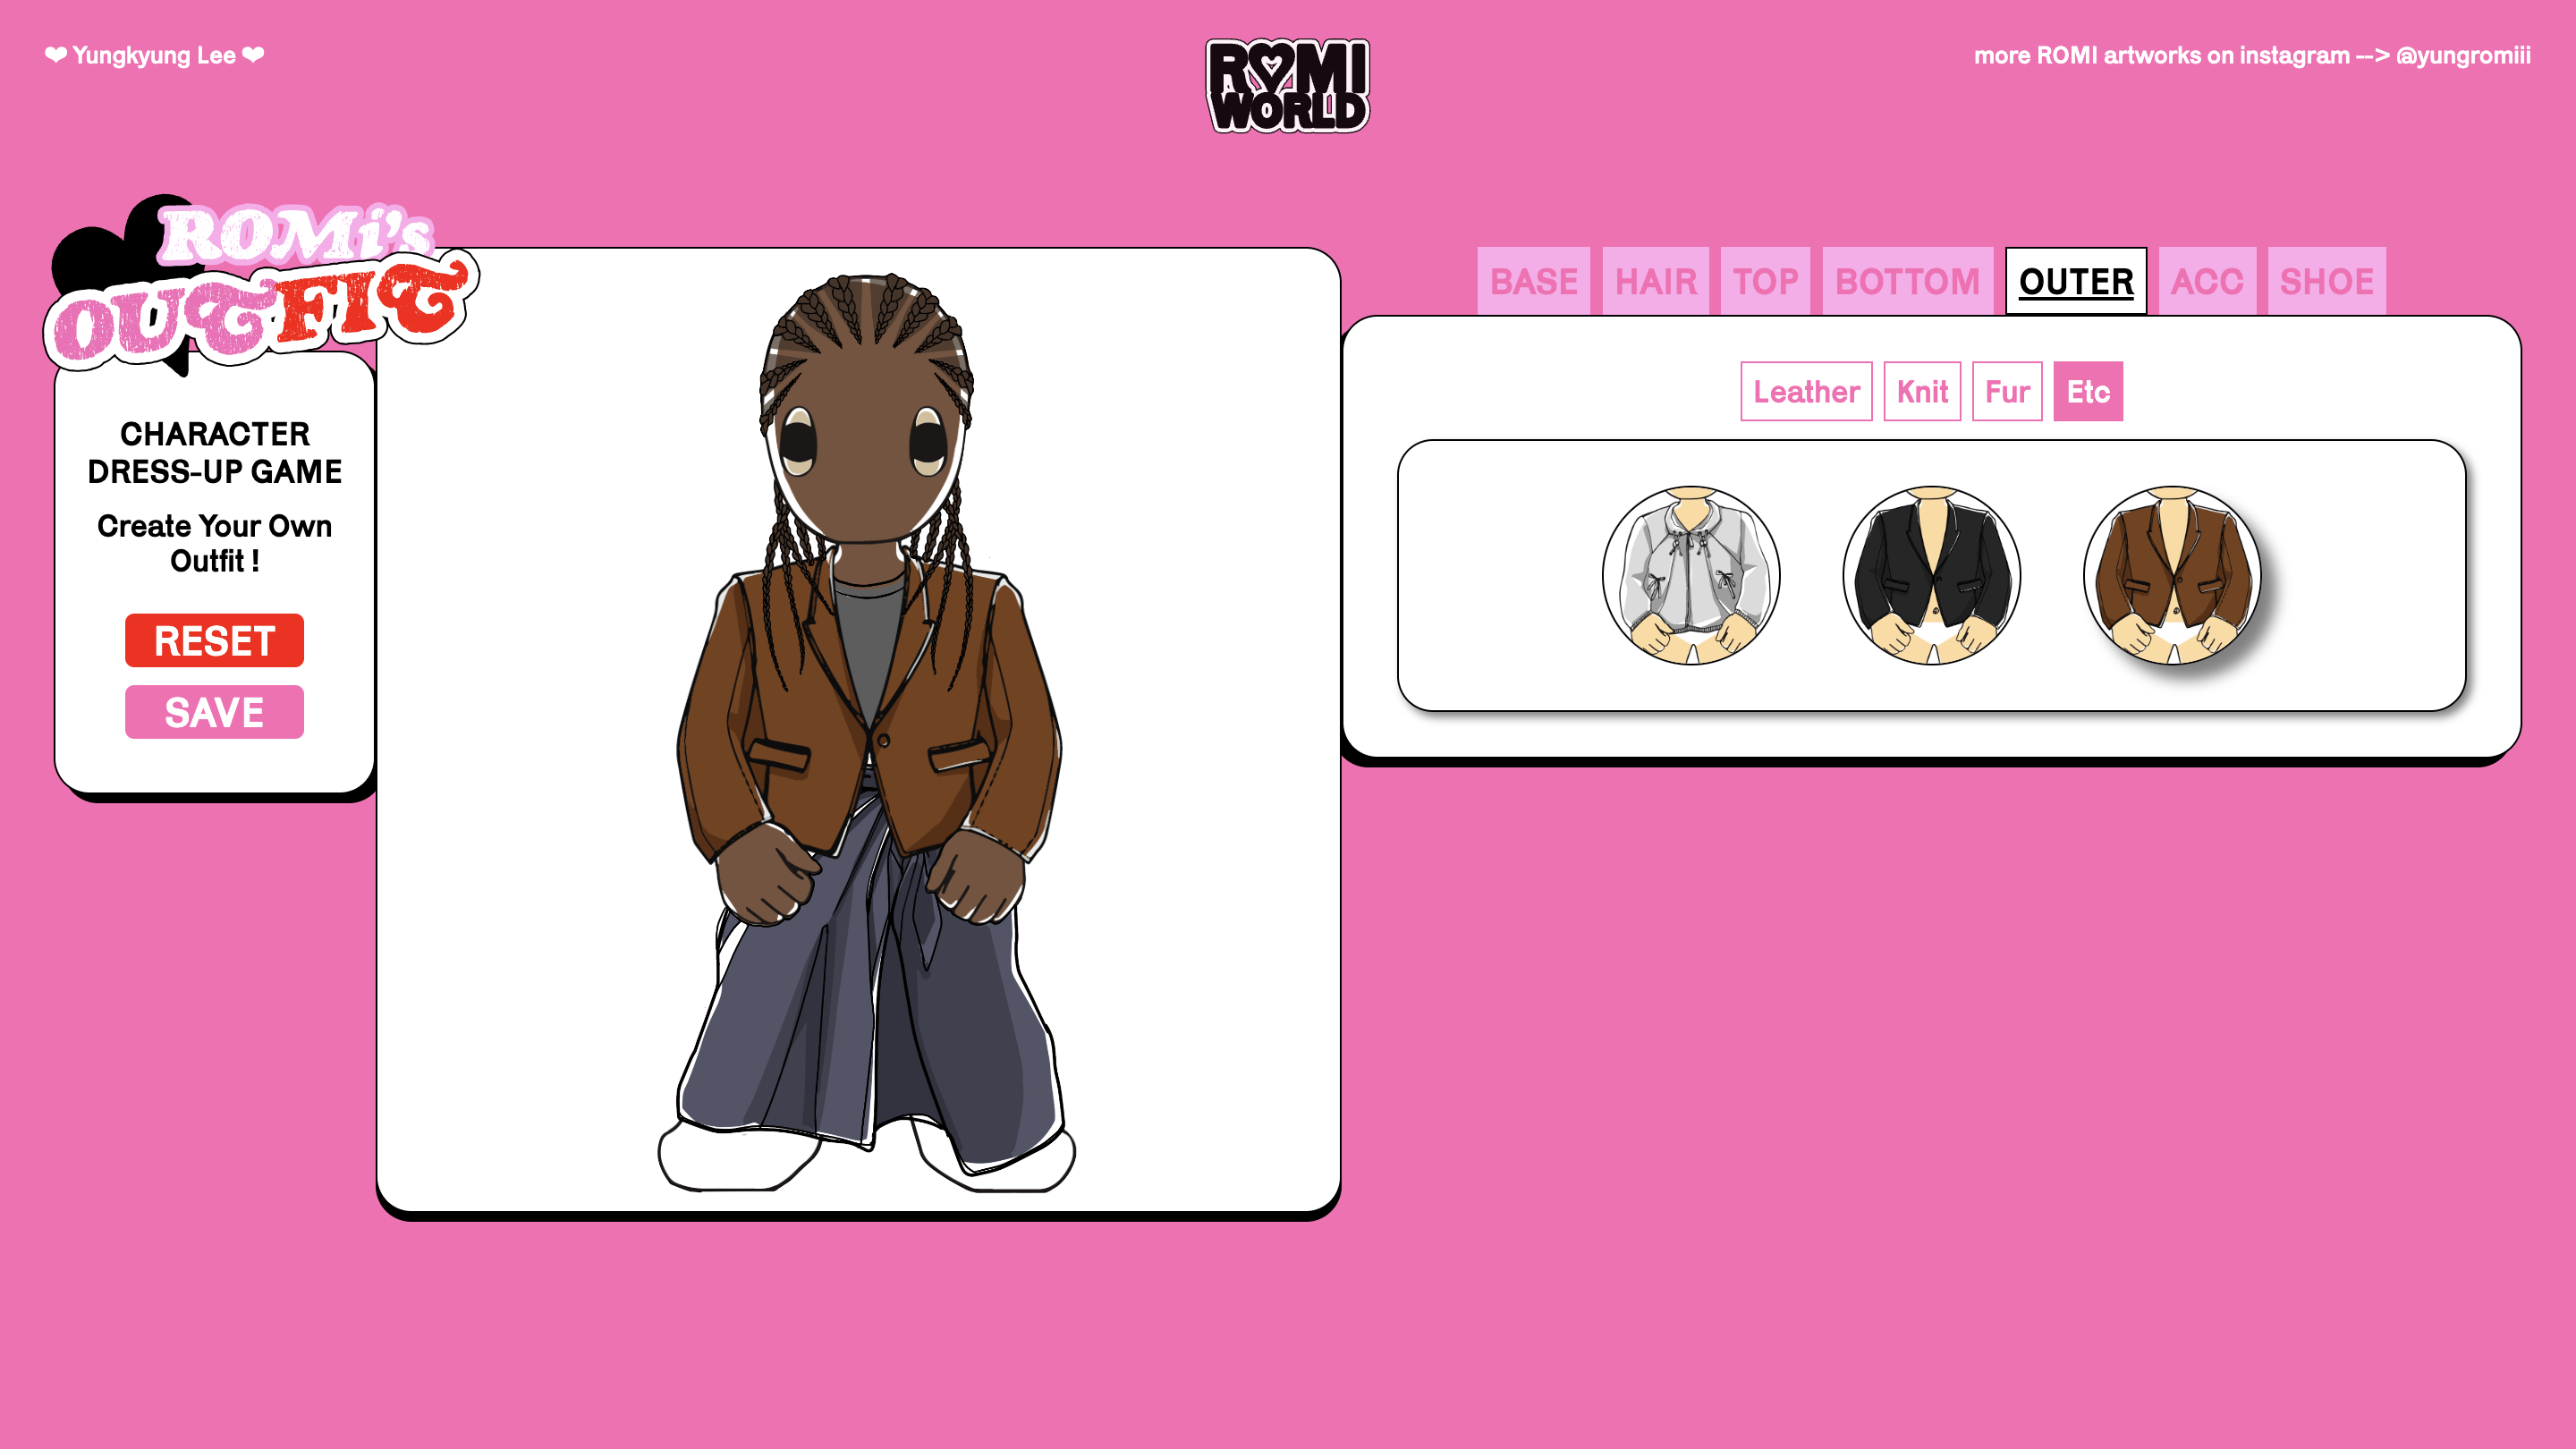 ❤ Yungkyung Lee ❤
ROMI
WORLD
more ROMI artworks on instagram --> @yungromiii
ROMi's
OUTFIT
CHARACTER
DRESS-UP GAME
Create Your Own
Outfit !
RESET
SAVE
BASE HAIR TOP BOTTOM OUTER ACC SHOE
Leather Knit Fur Etc